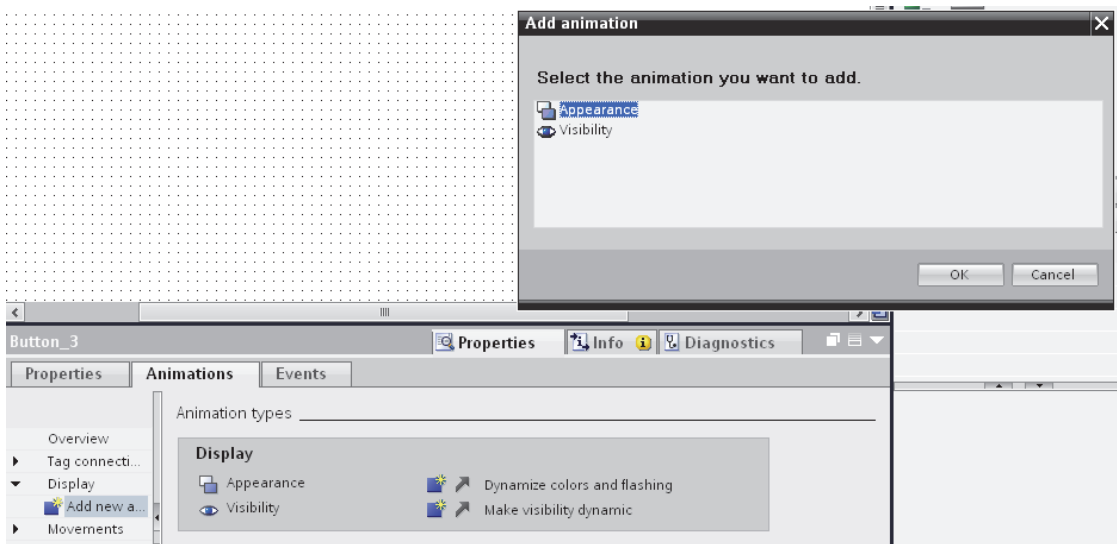 Add animation
Select the animation you want to add.
Appearance
Visibility
OK Cancel
Button_3
Properties Info Diagnostics
Properties Animations Events
Animation types
Overview
Tag connecti...
Display
Add new a...
Movements
Display
Appearance Dynamize colors and flashing
Visibility Make visibility dynamic